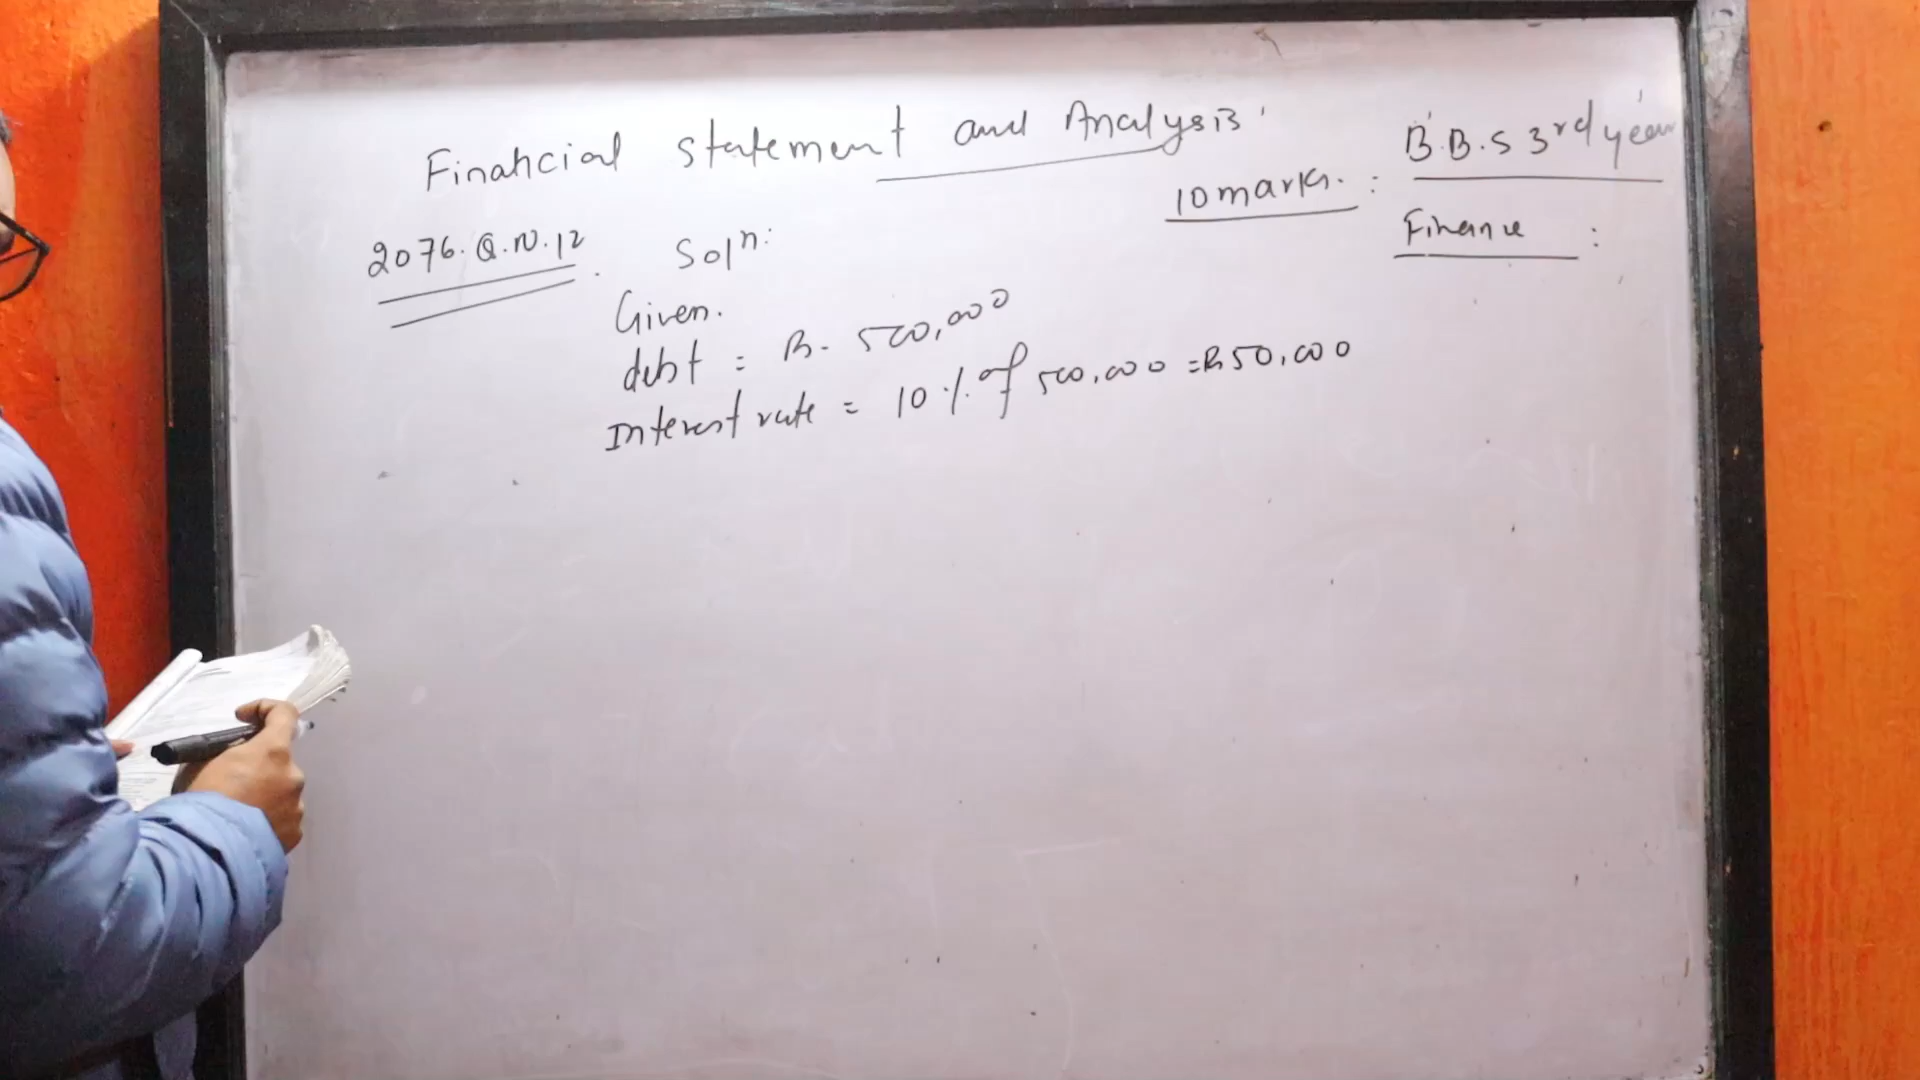 Financial statement and Analysis
B.B.S 3rd year
10 marks. :
Finance :
2076. Q.N. 12 . Solⁿ:
Given.
debt = Rs. 500,000
Interest rate = 10 % of 500,000 = Rs 50,000